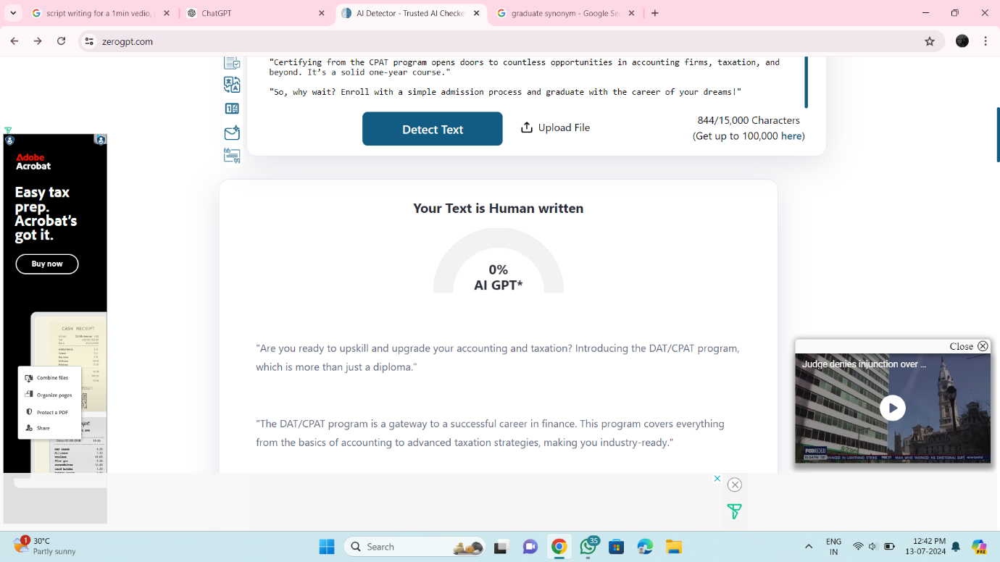 script writing for a 1min vedio,
ChatGPT
AI Detector - Trusted AI Checke
graduate synonym - Google Se
zerogpt.com
"Certifying from the CPAT program opens doors to countless opportunities in accounting firms, taxation, and
beyond. It’s a solid one-year course."
"So, why wait? Enroll with a simple admission process and graduate with the career of your dreams!"
Detect Text
Upload File
844/15,000 Characters
(Get up to 100,000 here)
Adobe
Acrobat
Easy tax
prep.
Acrobat’s
got it.
Buy now
CASH RECEIPT
Combine files
Organize pages
Protect a PDF
Share
Your Text is Human written
0%
AI GPT*
"Are you ready to upskill and upgrade your accounting and taxation? Introducing the DAT/CPAT program,
which is more than just a diploma."
"The DAT/CPAT program is a gateway to a successful career in finance. This program covers everything
from the basics of accounting to advanced taxation strategies, making you industry-ready."
Close
Judge denies injunction over ...
1
30°C
Partly sunny
Search
35
ENG
IN
12:42 PM
13-07-2024
PRE